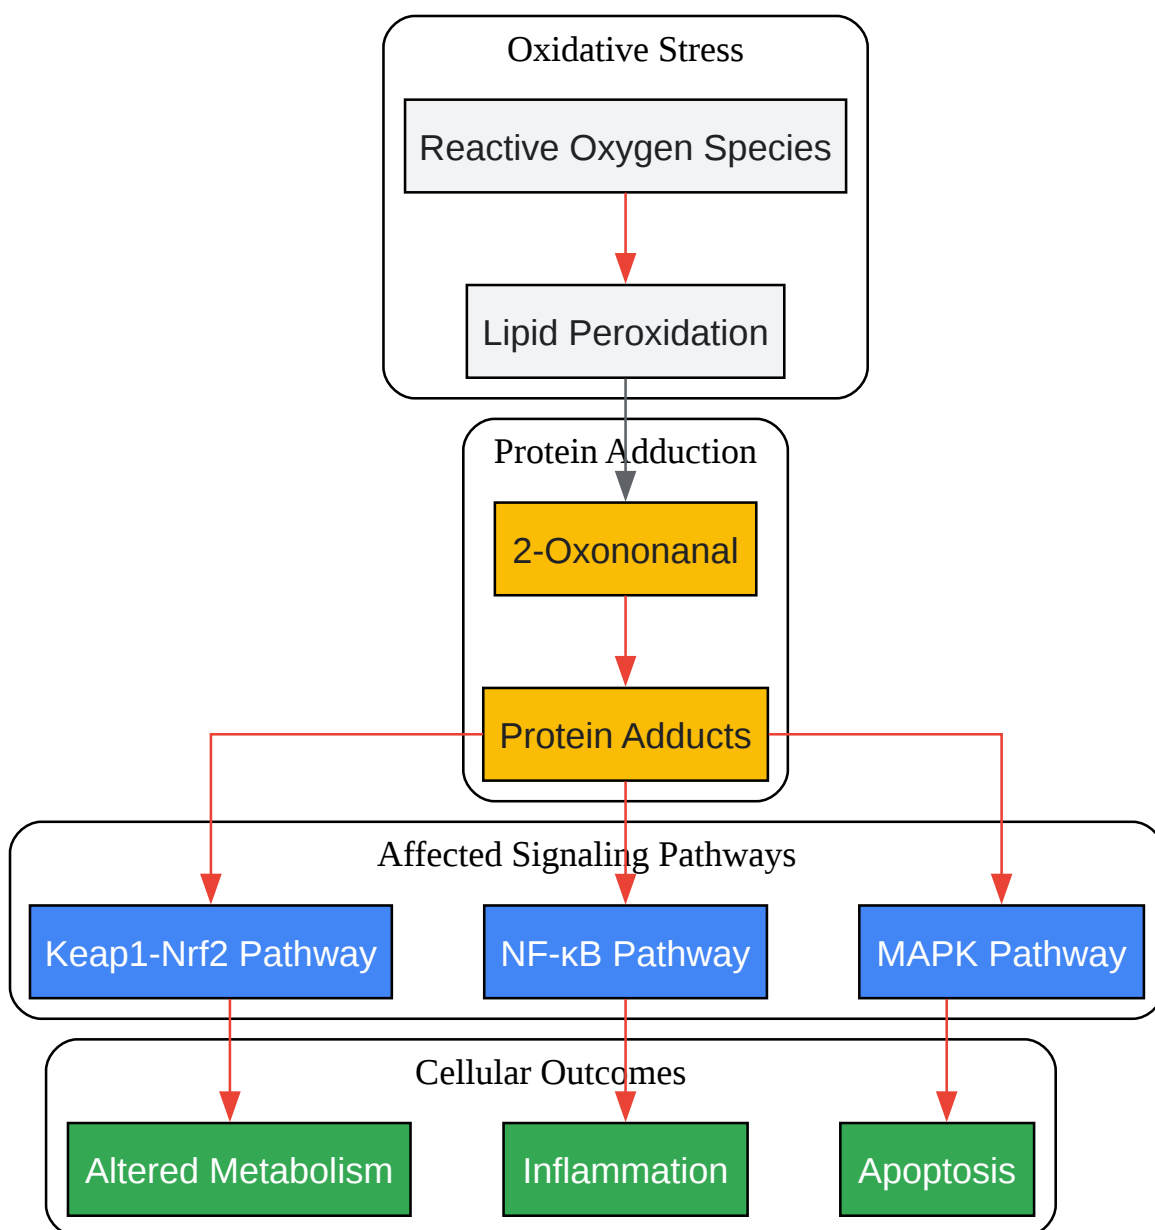 Oxidative Stress
Reactive Oxygen Species
Lipid Peroxidation
Protein Adduction
2-Oxononanal
Protein Adducts
Affected Signaling Pathways
Keap1-Nrf2 Pathway
NF-κB Pathway
MAPK Pathway
Cellular Outcomes
Altered Metabolism
Inflammation
Apoptosis